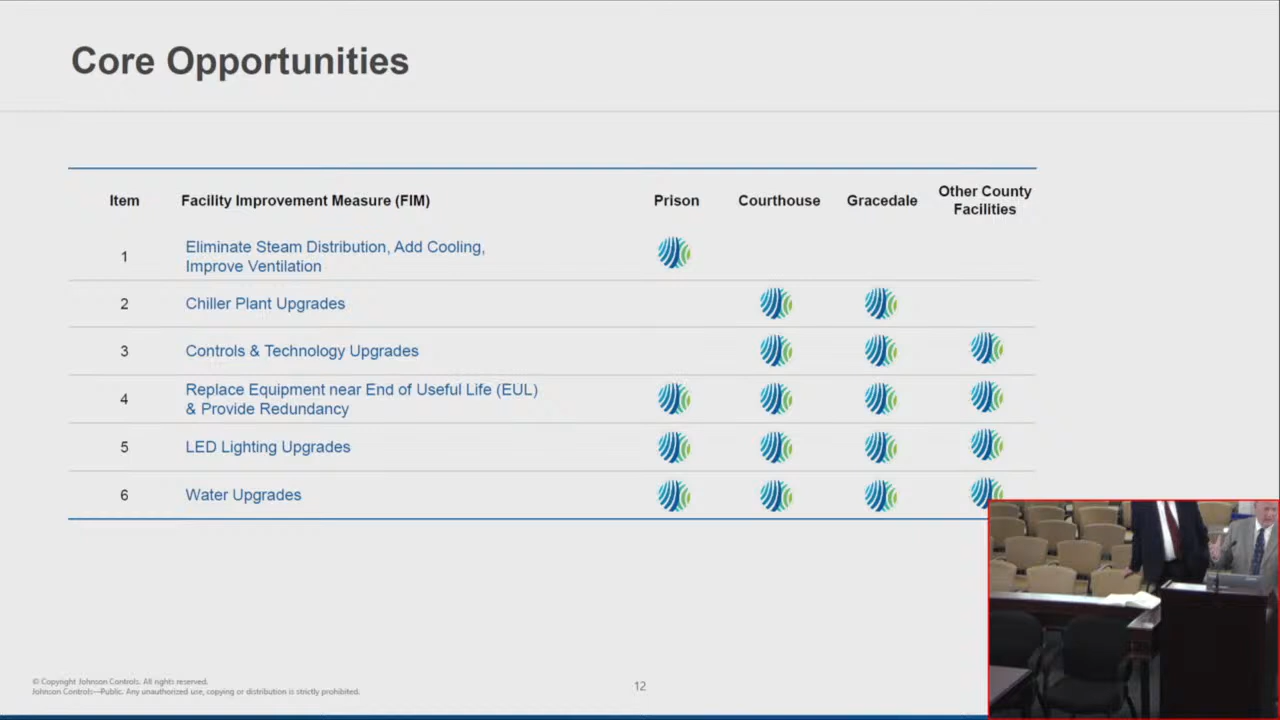 Core Opportunities
Item Facility Improvement Measure (FIM) Prison Courthouse Gracedale Other County
Facilities
1 Eliminate Steam Distribution, Add Cooling,
Improve Ventilation
2 Chiller Plant Upgrades
3 Controls & Technology Upgrades
4 Replace Equipment near End of Useful Life (EUL)
& Provide Redundancy
5 LED Lighting Upgrades
6 Water Upgrades
© Copyright Johnson Controls. All rights reserved.
Johnson Controls—Public. Any unauthorized use, copying or distribution is strictly prohibited.
12